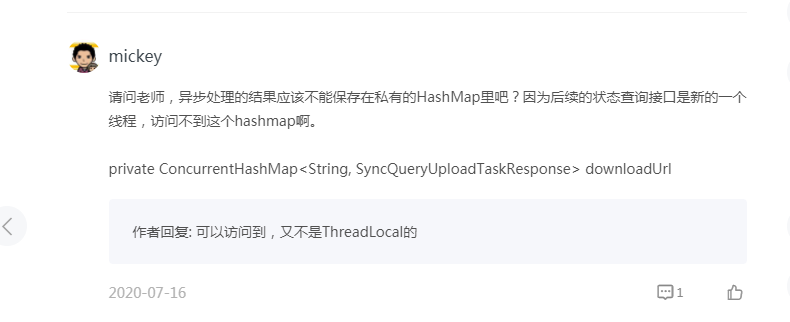 mickey
请问老师，异步处理的结果应该不能保存在私有的HashMap里吧？因为后续的状态查询接口是新的一个
线程，访问不到这个hashmap啊。
private ConcurrentHashMap<String, SyncQueryUploadTaskResponse> downloadUrl
作者回复: 可以访问到，又不是ThreadLocal的
2020-07-16
1